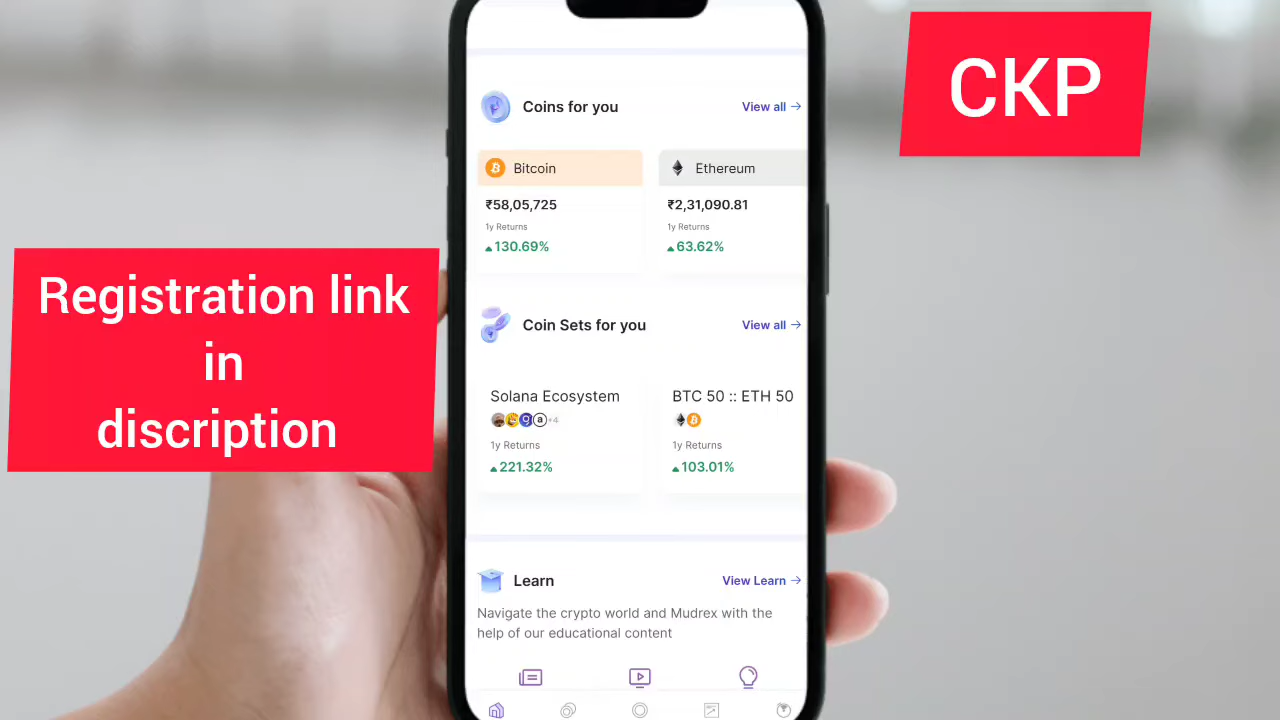 CKP
Registration link
in
discription
Coins for you
View all →
Bitcoin
Ethereum
₹58,05,725
₹2,31,090.81
1y Returns
1y Returns
▲130.69%
▲63.62%
Coin Sets for you
View all →
Solana Ecosystem
BTC 50 :: ETH 50
a +4
1y Returns
1y Returns
▲221.32%
▲103.01%
Learn
View Learn →
Navigate the crypto world and Mudrex with the
help of our educational content